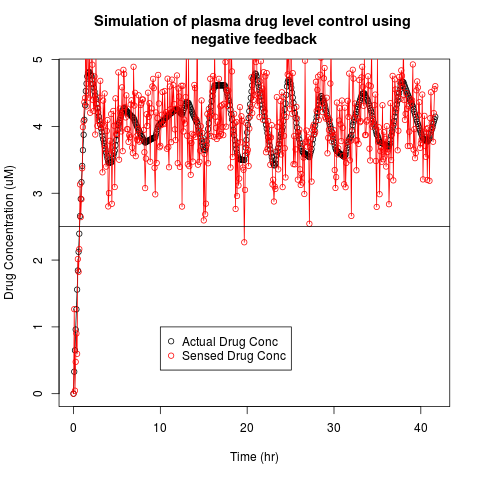 Simulation of plasma drug level control using
negative feedback
Drug Concentration (uM)
5
4
3
2
1
0
Actual Drug Conc
Sensed Drug Conc
0 10 20 30 40
Time (hr)